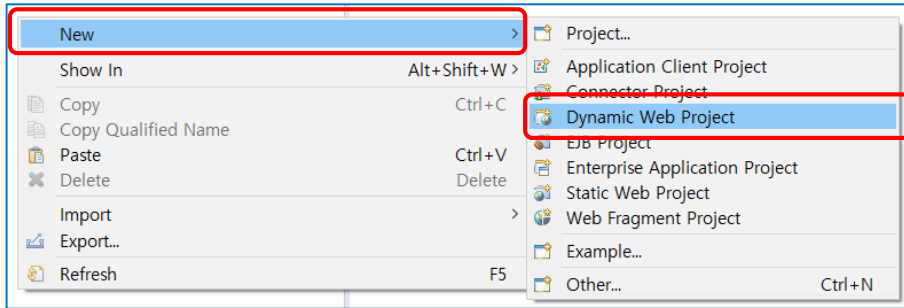 New
Show In Alt+Shift+W
Copy Ctrl+C
Copy Qualified Name
Paste Ctrl+V
Delete Delete
Import
Export...
Refresh F5
Project...
Application Client Project
Connector Project
Dynamic Web Project
EJB Project
Enterprise Application Project
Static Web Project
Web Fragment Project
Example...
Other... Ctrl+N